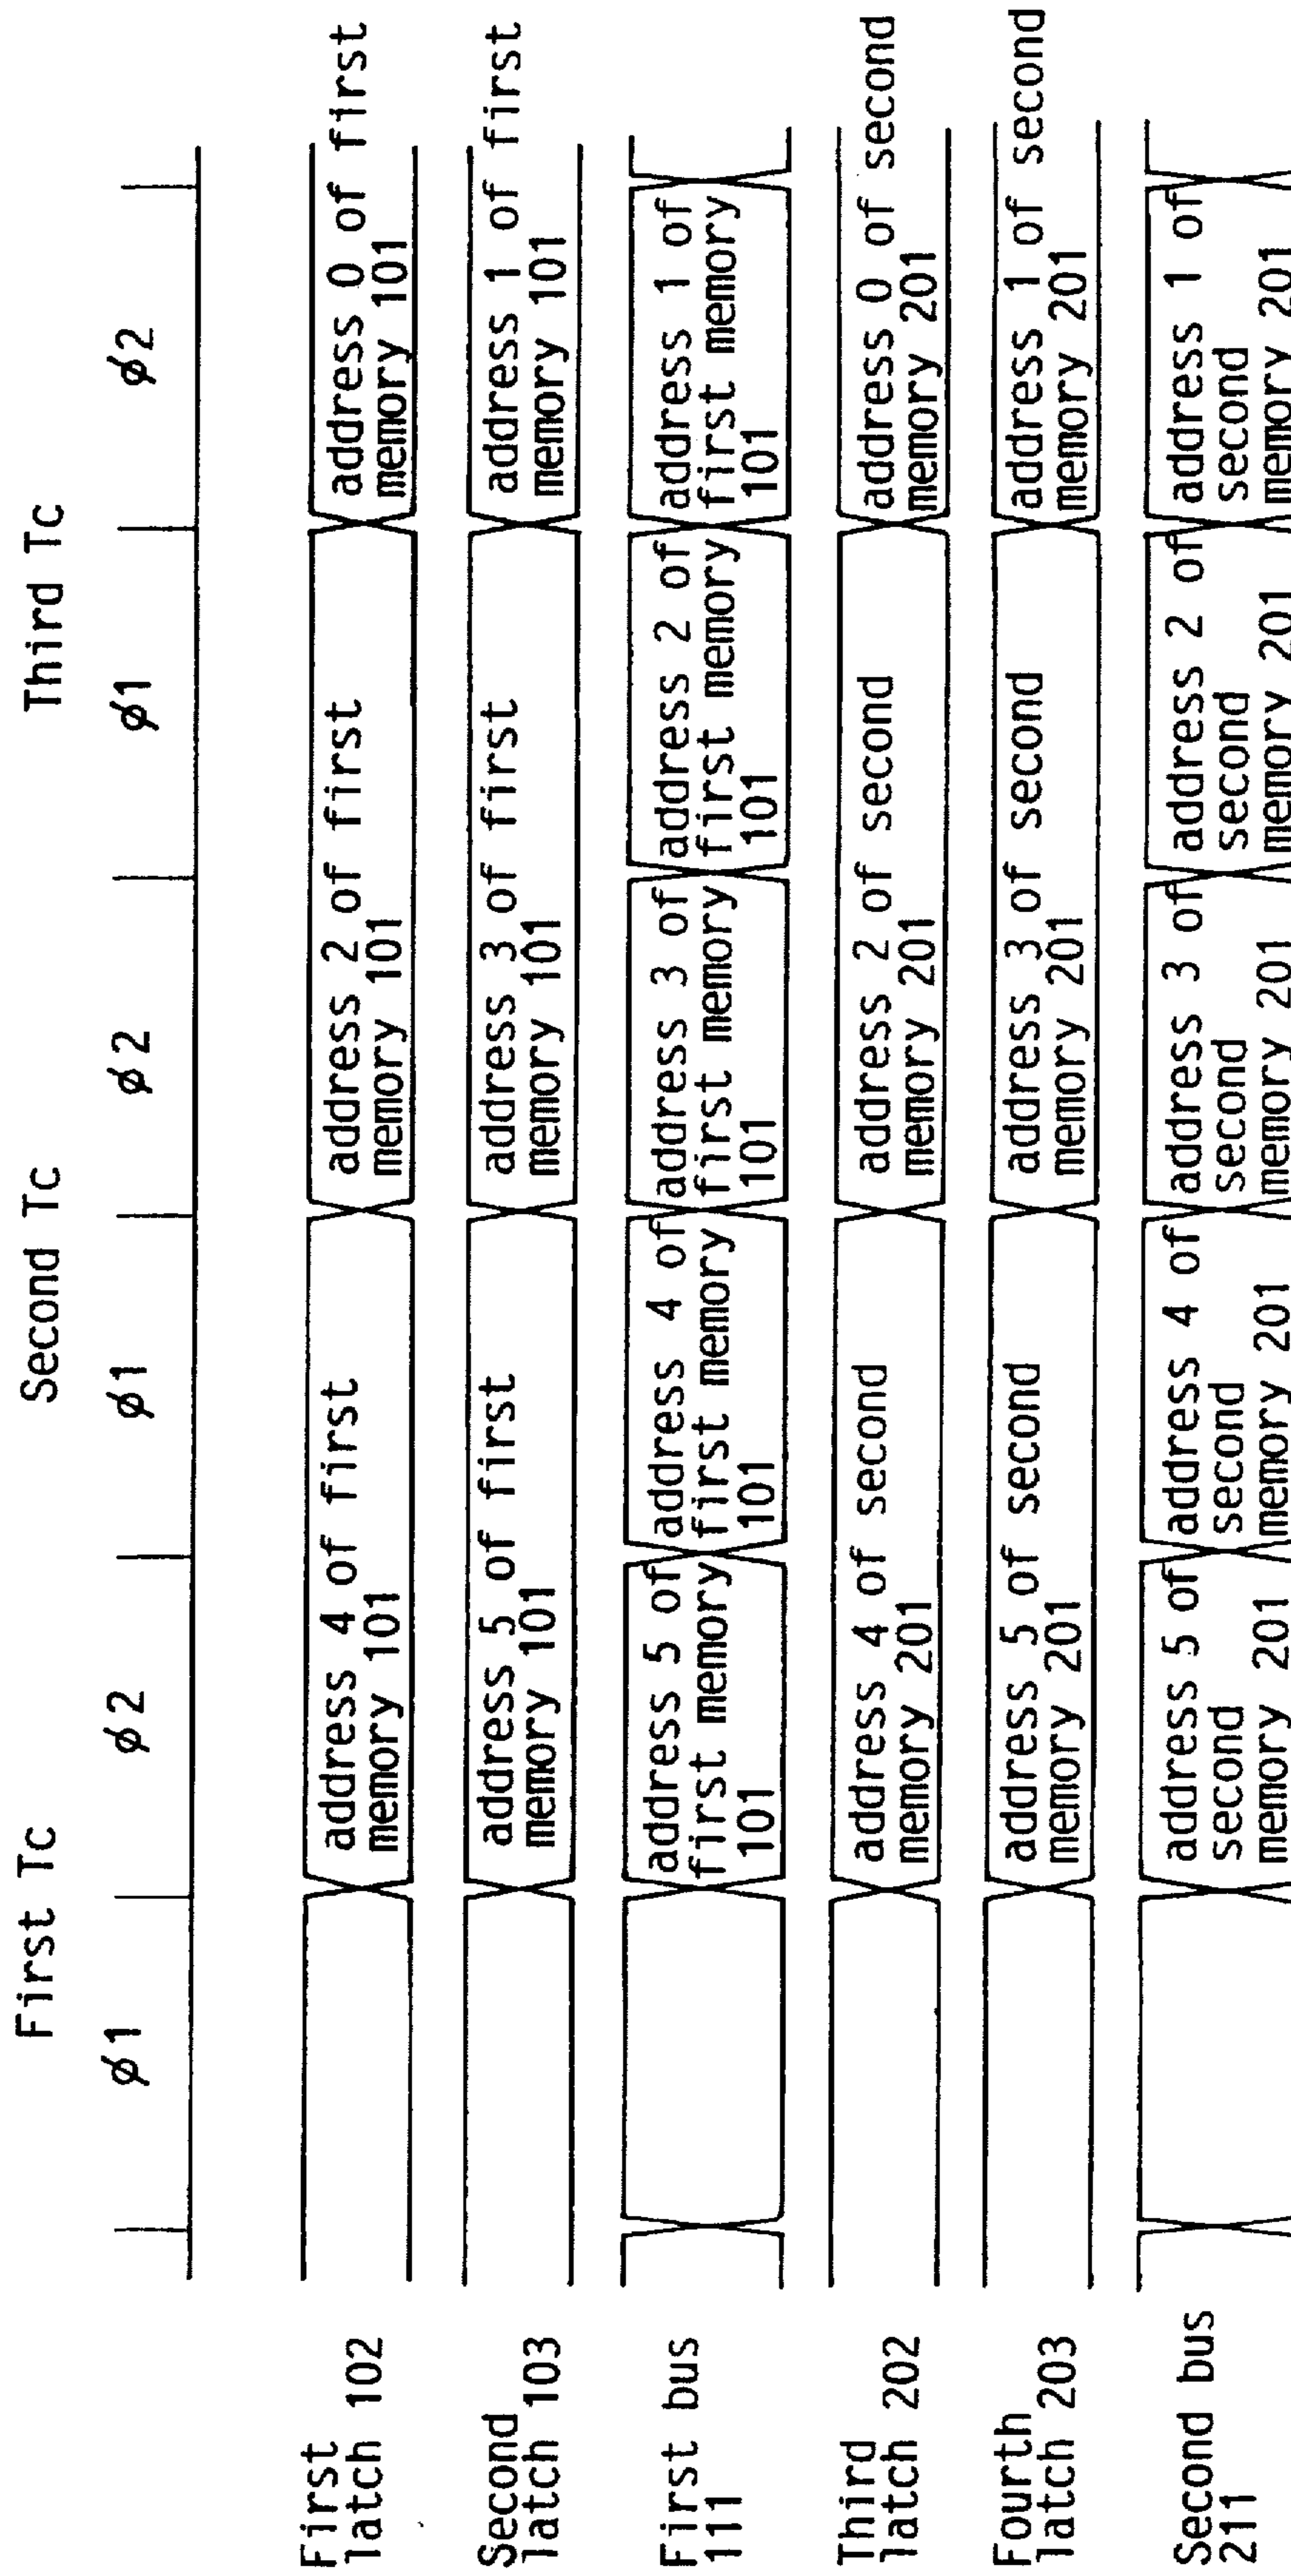 First Tc
Second Tc
Third Tc
ø1
ø2
ø1
ø2
ø1
ø2
First
latch 102
address 4 of first
memory 101
address 2 of first
memory 101
address 0 of first
memory 101
Second
latch 103
address 5 of first
memory 101
address 3 of first
memory 101
address 1 of first
memory 101
First bus
111
address 5 of
first memory
101
address 4 of
first memory
101
address 3 of
first memory
101
address 2 of
first memory
101
address 1 of
first memory
101
Third
latch 202
address 4 of second
memory 201
address 2 of second
memory 201
address 0 of second
memory 201
Fourth
latch 203
address 5 of second
memory 201
address 3 of second
memory 201
address 1 of second
memory 201
Second bus
211
address 5 of
second
memory 201
address 4 of
second
memory 201
address 3 of
second
memory 201
address 2 of
second
memory 201
address 1 of
second
memory 201